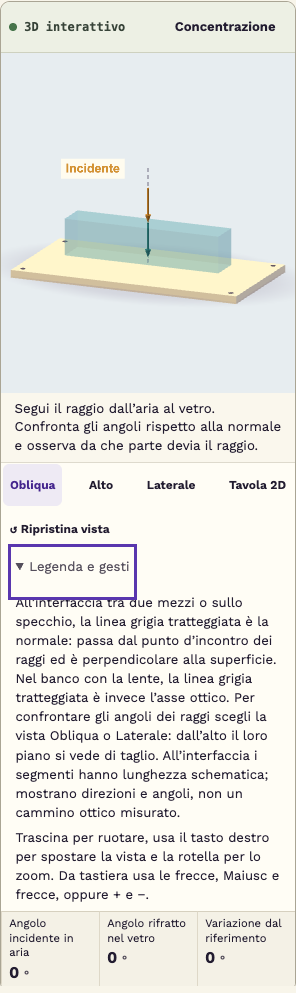 3D interattivo Concentrazione
Incidente
Segui il raggio dall’aria al vetro.
Confronta gli angoli rispetto alla normale
e osserva da che parte devia il raggio.
Obliqua Alto Laterale Tavola 2D
↺ Ripristina vista
▼ Legenda e gesti
All’interfaccia tra due mezzi o sullo
specchio, la linea grigia tratteggiata è la
normale: passa dal punto d’incontro dei
raggi ed è perpendicolare alla superficie.
Nel banco con la lente, la linea grigia
tratteggiata è invece l’asse ottico. Per
confrontare gli angoli dei raggi scegli la
vista Obliqua o Laterale: dall’alto il loro
piano si vede di taglio. All’interfaccia i
segmenti hanno lunghezza schematica;
mostrano direzioni e angoli, non un
cammino ottico misurato.
Trascina per ruotare, usa il tasto destro
per spostare la vista e la rotella per lo
zoom. Da tastiera usa le frecce, Maiusc e
frecce, oppure + e −.
Angolo
incidente in
aria
0 °
Angolo rifratto
nel vetro
0 °
Variazione dal
riferimento
0 °